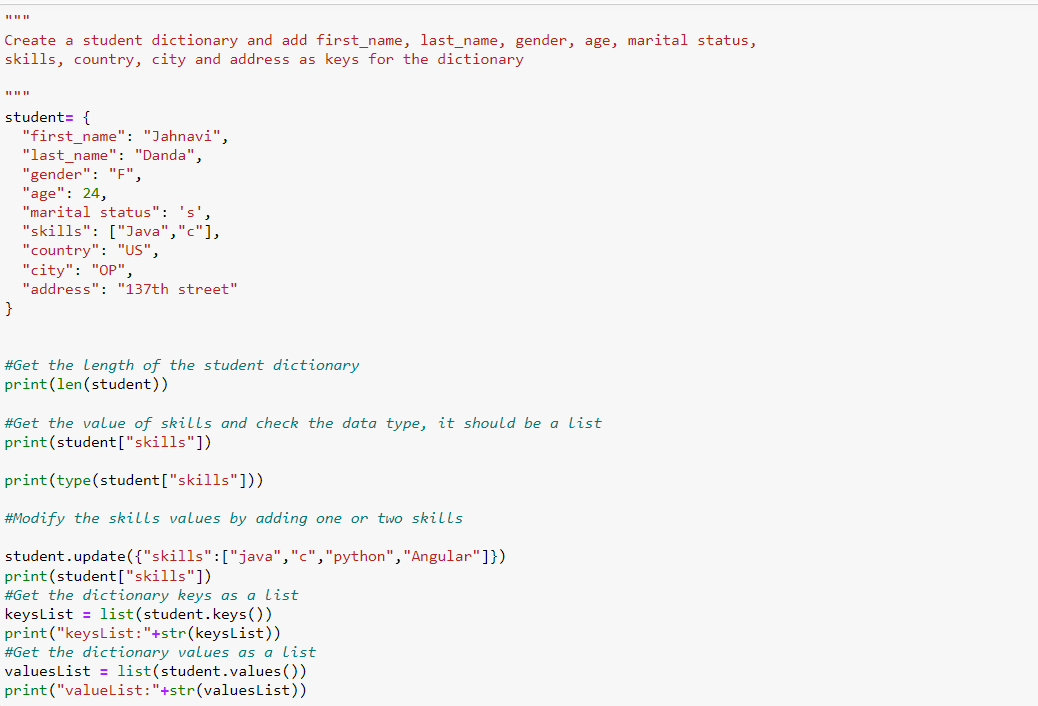 """
Create a student dictionary and add first_name, last_name, gender, age, marital status,
skills, country, city and address as keys for the dictionary
"""
student= {
  "first_name": "Jahnavi",
  "last_name": "Danda",
  "gender": "F",
  "age": 24,
  "marital status": 's',
  "skills": ["Java","c"],
  "country": "US",
  "city": "OP",
  "address": "137th street"
}
#Get the length of the student dictionary
print(len(student))
#Get the value of skills and check the data type, it should be a list
print(student["skills"])
print(type(student["skills"]))
#Modify the skills values by adding one or two skills
student.update({"skills":["java","c","python","Angular"]})
print(student["skills"])
#Get the dictionary keys as a list
keysList = list(student.keys())
print("keysList:"+str(keysList))
#Get the dictionary values as a list
valuesList = list(student.values())
print("valueList:"+str(valuesList))